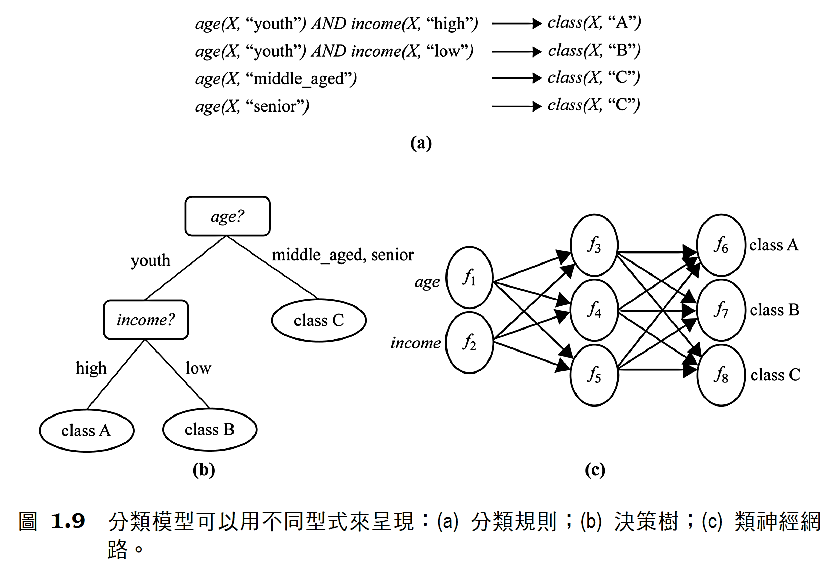 age(X, “youth”) AND income(X, “high”) ⟶ class(X, “A”)
age(X, “youth”) AND income(X, “low”) ⟶ class(X, “B”)
age(X, “middle_aged”) ⟶ class(X, “C”)
age(X, “senior”) ⟶ class(X, “C”)
(a)
age?
youth
middle_aged, senior
income?
class C
high
low
class A
class B
(b)
age
income
f1
f2
f3
f4
f5
f6
f7
f8
class A
class B
class C
(c)
圖 1.9 分類模型可以用不同型式來呈現：(a) 分類規則；(b) 決策樹；(c) 類神經網
路。